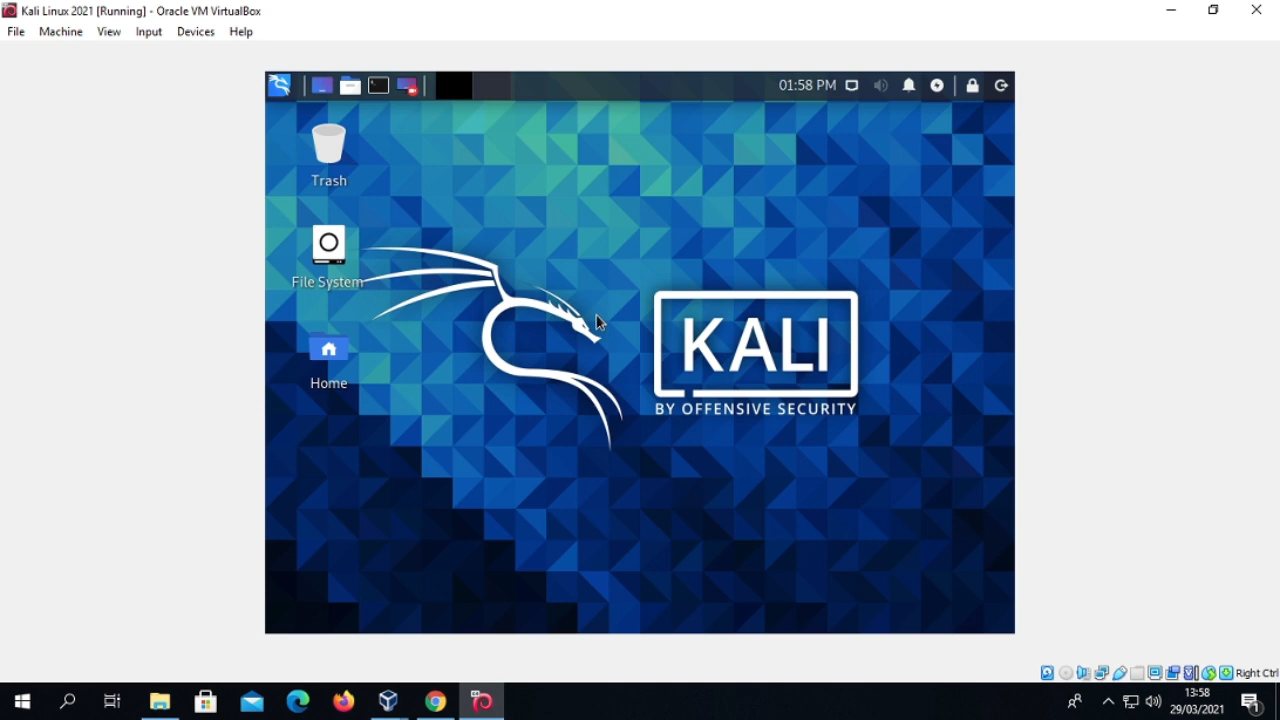 Kali Linux 2021 [Running] - Oracle VM VirtualBox
File Machine View Input Devices Help
01:58 PM
Trash
File System
Home
KALI
BY OFFENSIVE SECURITY
Right Ctrl
13:58
29/03/2021
1